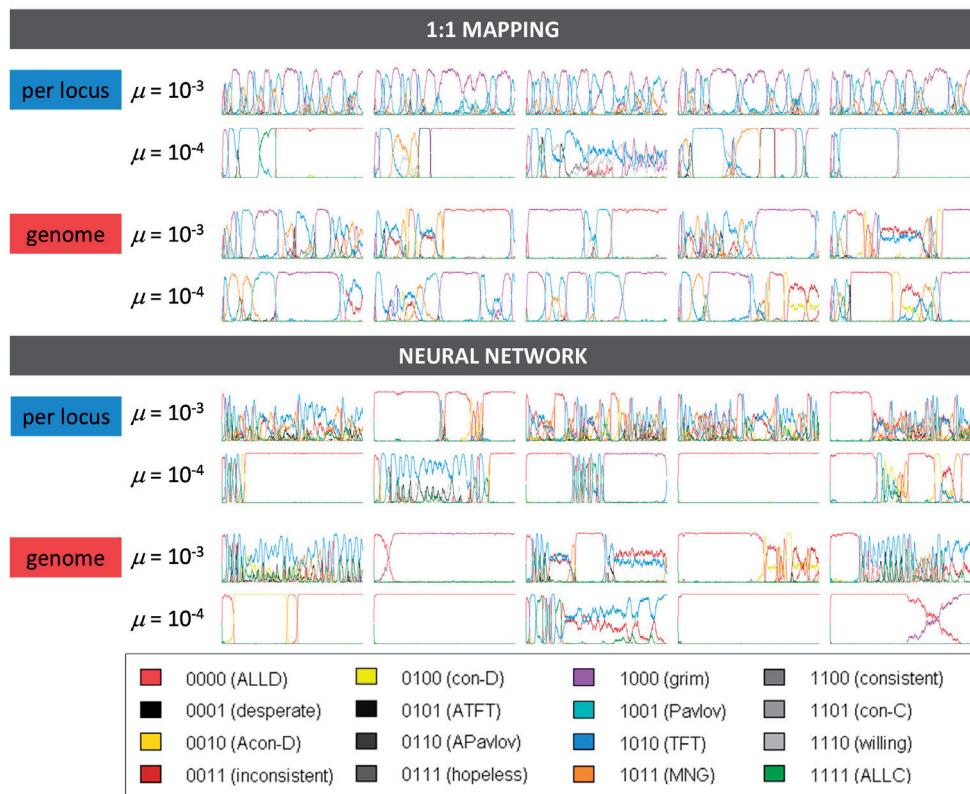 1:1 MAPPING
per locus μ = 10-3
μ = 10-4
genome μ = 10-3
μ = 10-4
NEURAL NETWORK
per locus μ = 10-3
μ = 10-4
genome μ = 10-3
μ = 10-4
0000 (ALLD) 0100 (con-D) 1000 (grim) 1100 (consistent)
0001 (desperate) 0101 (ATFT) 1001 (Pavlov) 1101 (con-C)
0010 (Acon-D) 0110 (APavlov) 1010 (TFT) 1110 (willing)
0011 (inconsistent) 0111 (hopeless) 1011 (MNG) 1111 (ALLC)